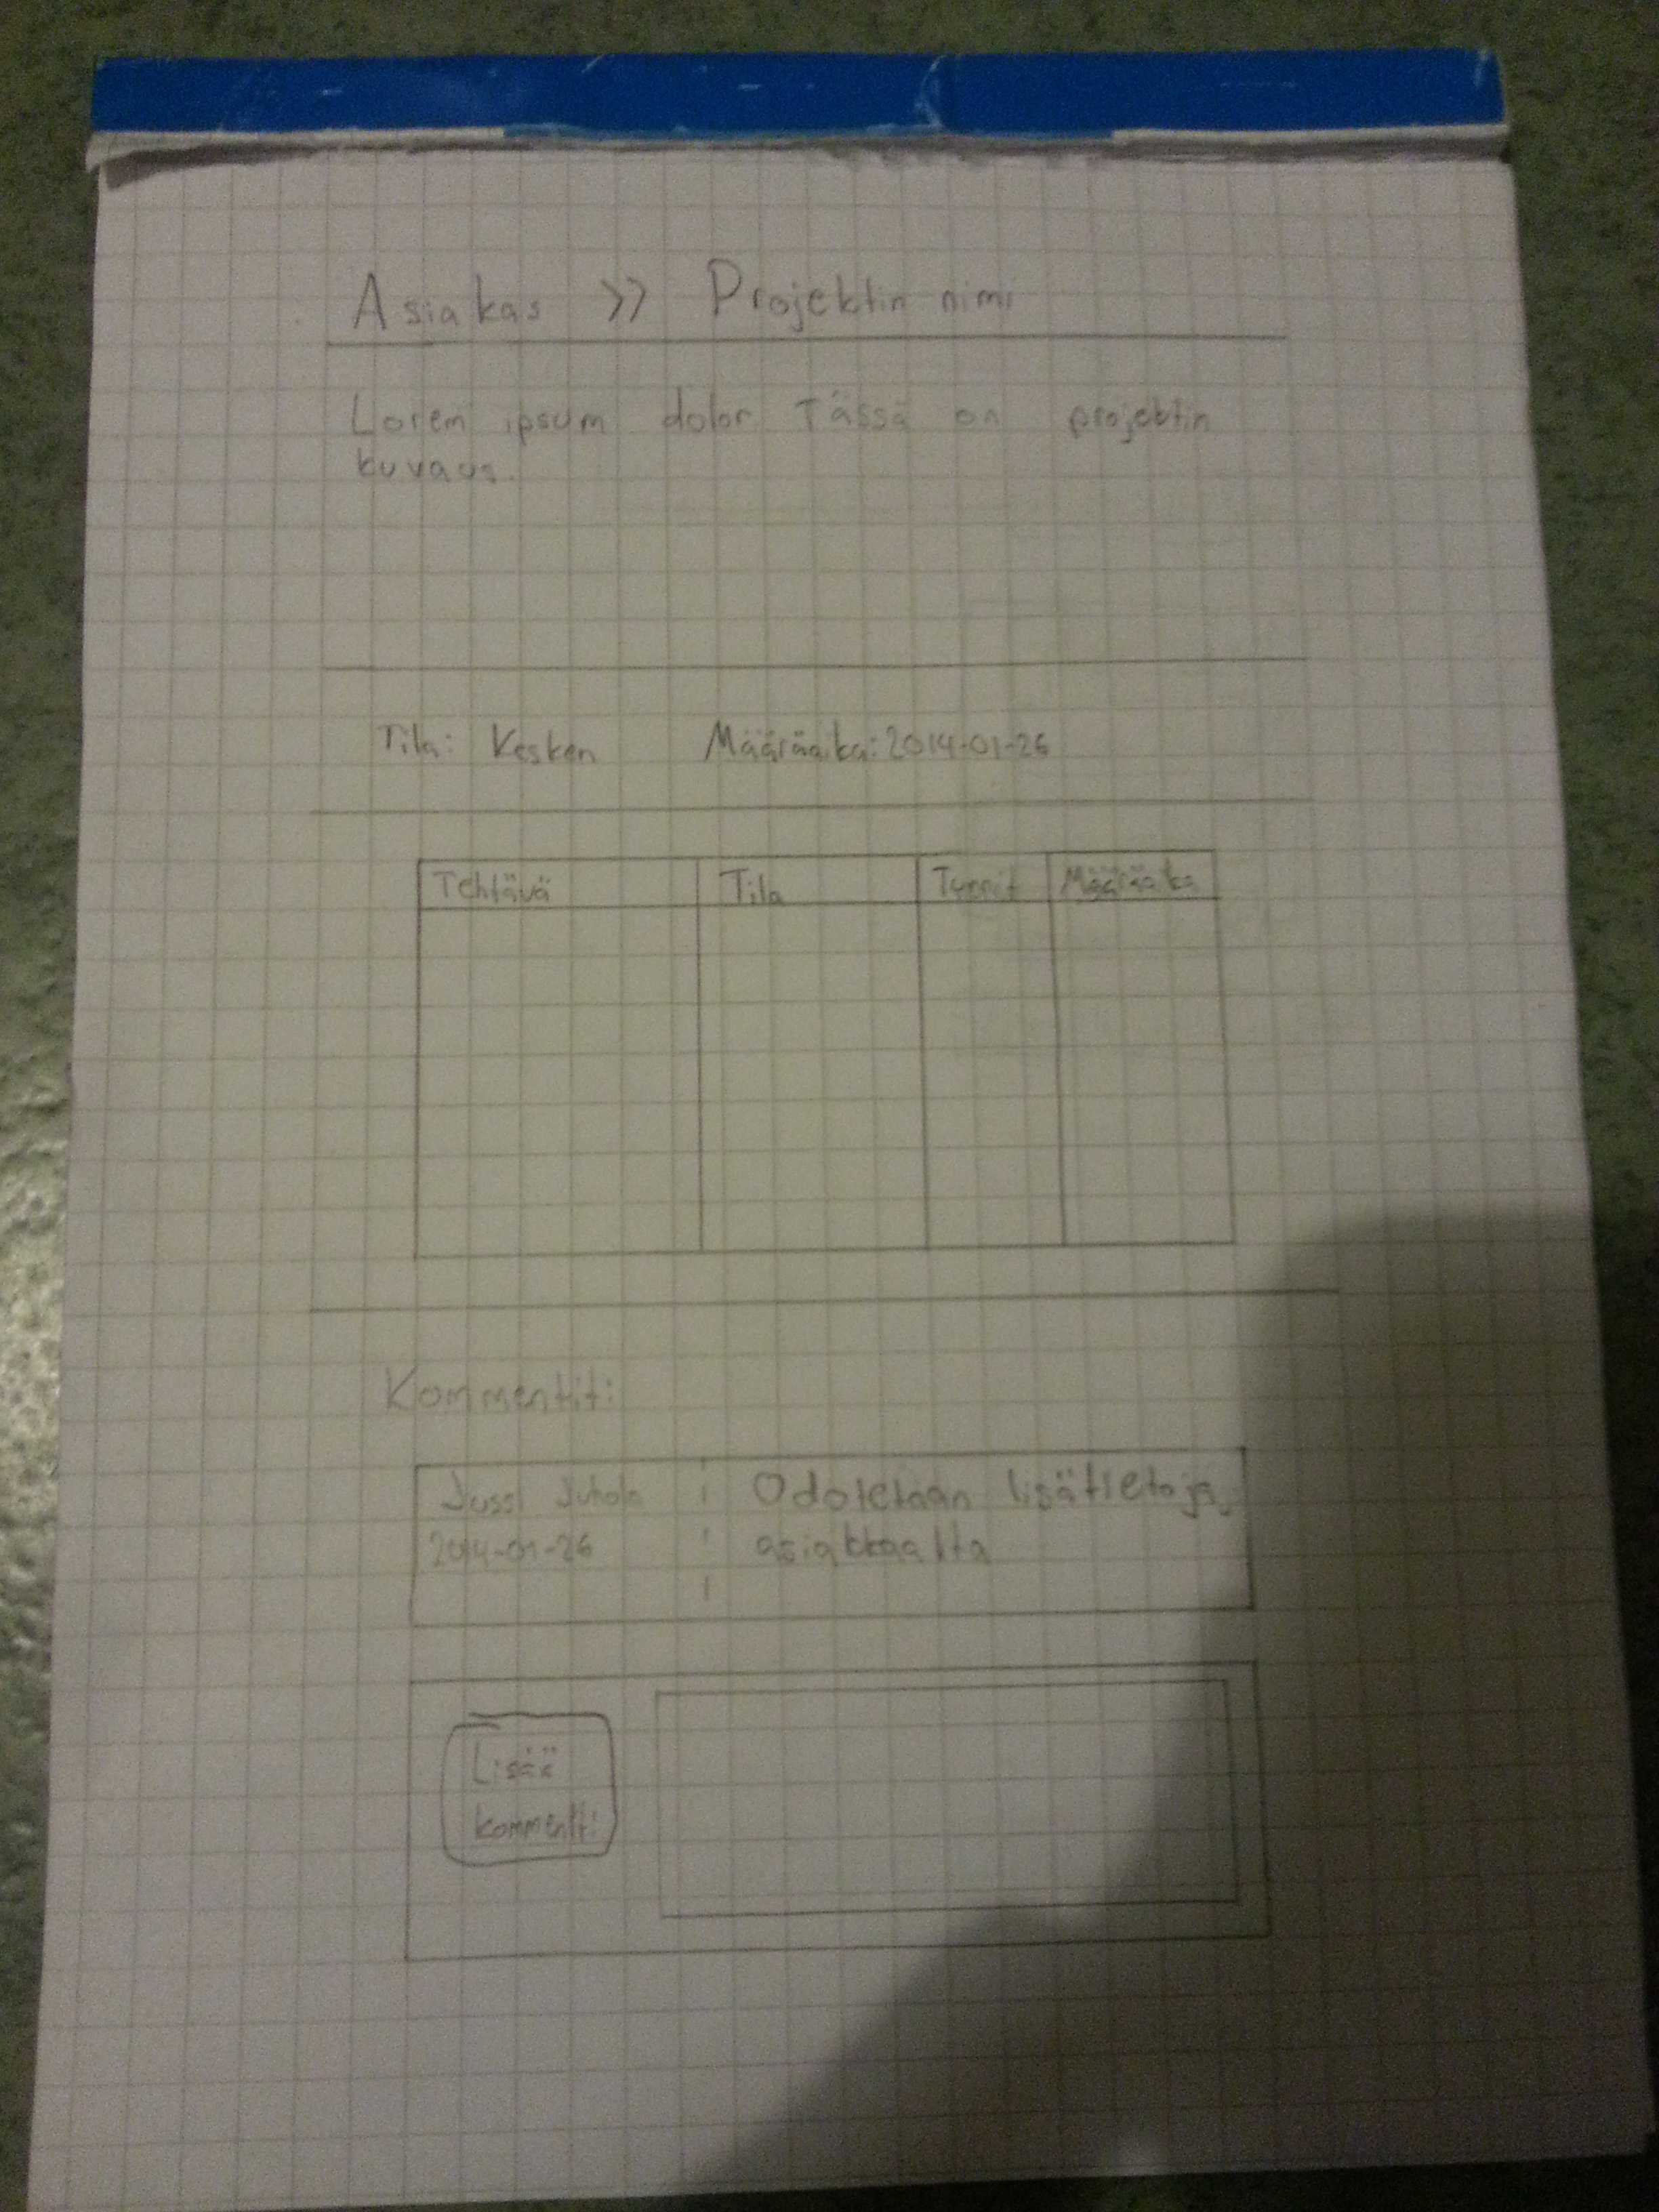 Asiakas >> Projektin nimi
Lorem ipsum dolor. Tässä on projektin
kuvaus.
Tila: Kesken Määräaika: 2014-01-26
Tehtävä Tila Tunnit Määräaika
Kommentit:
Jussi Juhola Odotetaan lisätietoja
2014-01-26 asiakkaalta
Lisää
kommentti